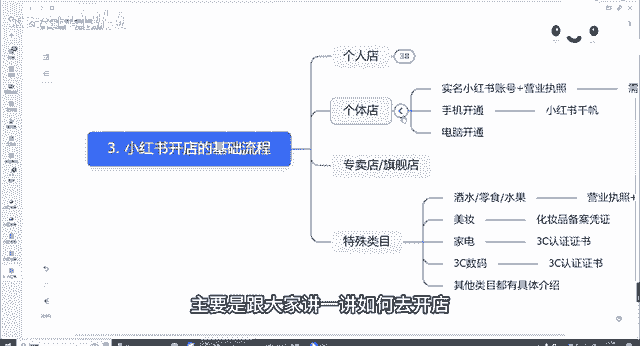 个人店
38
实名小红书账号+营业执照
需
个体店
手机开通
小红书千帆
电脑开通
3. 小红书开店的基础流程
专卖店/旗舰店
酒水/零食/水果
营业执照+
美妆
化妆品备案凭证
特殊类目
家电
3C认证证书
3C数码
3C认证证书
其他类目都有具体介绍
主要是跟大家讲一讲如何去开店